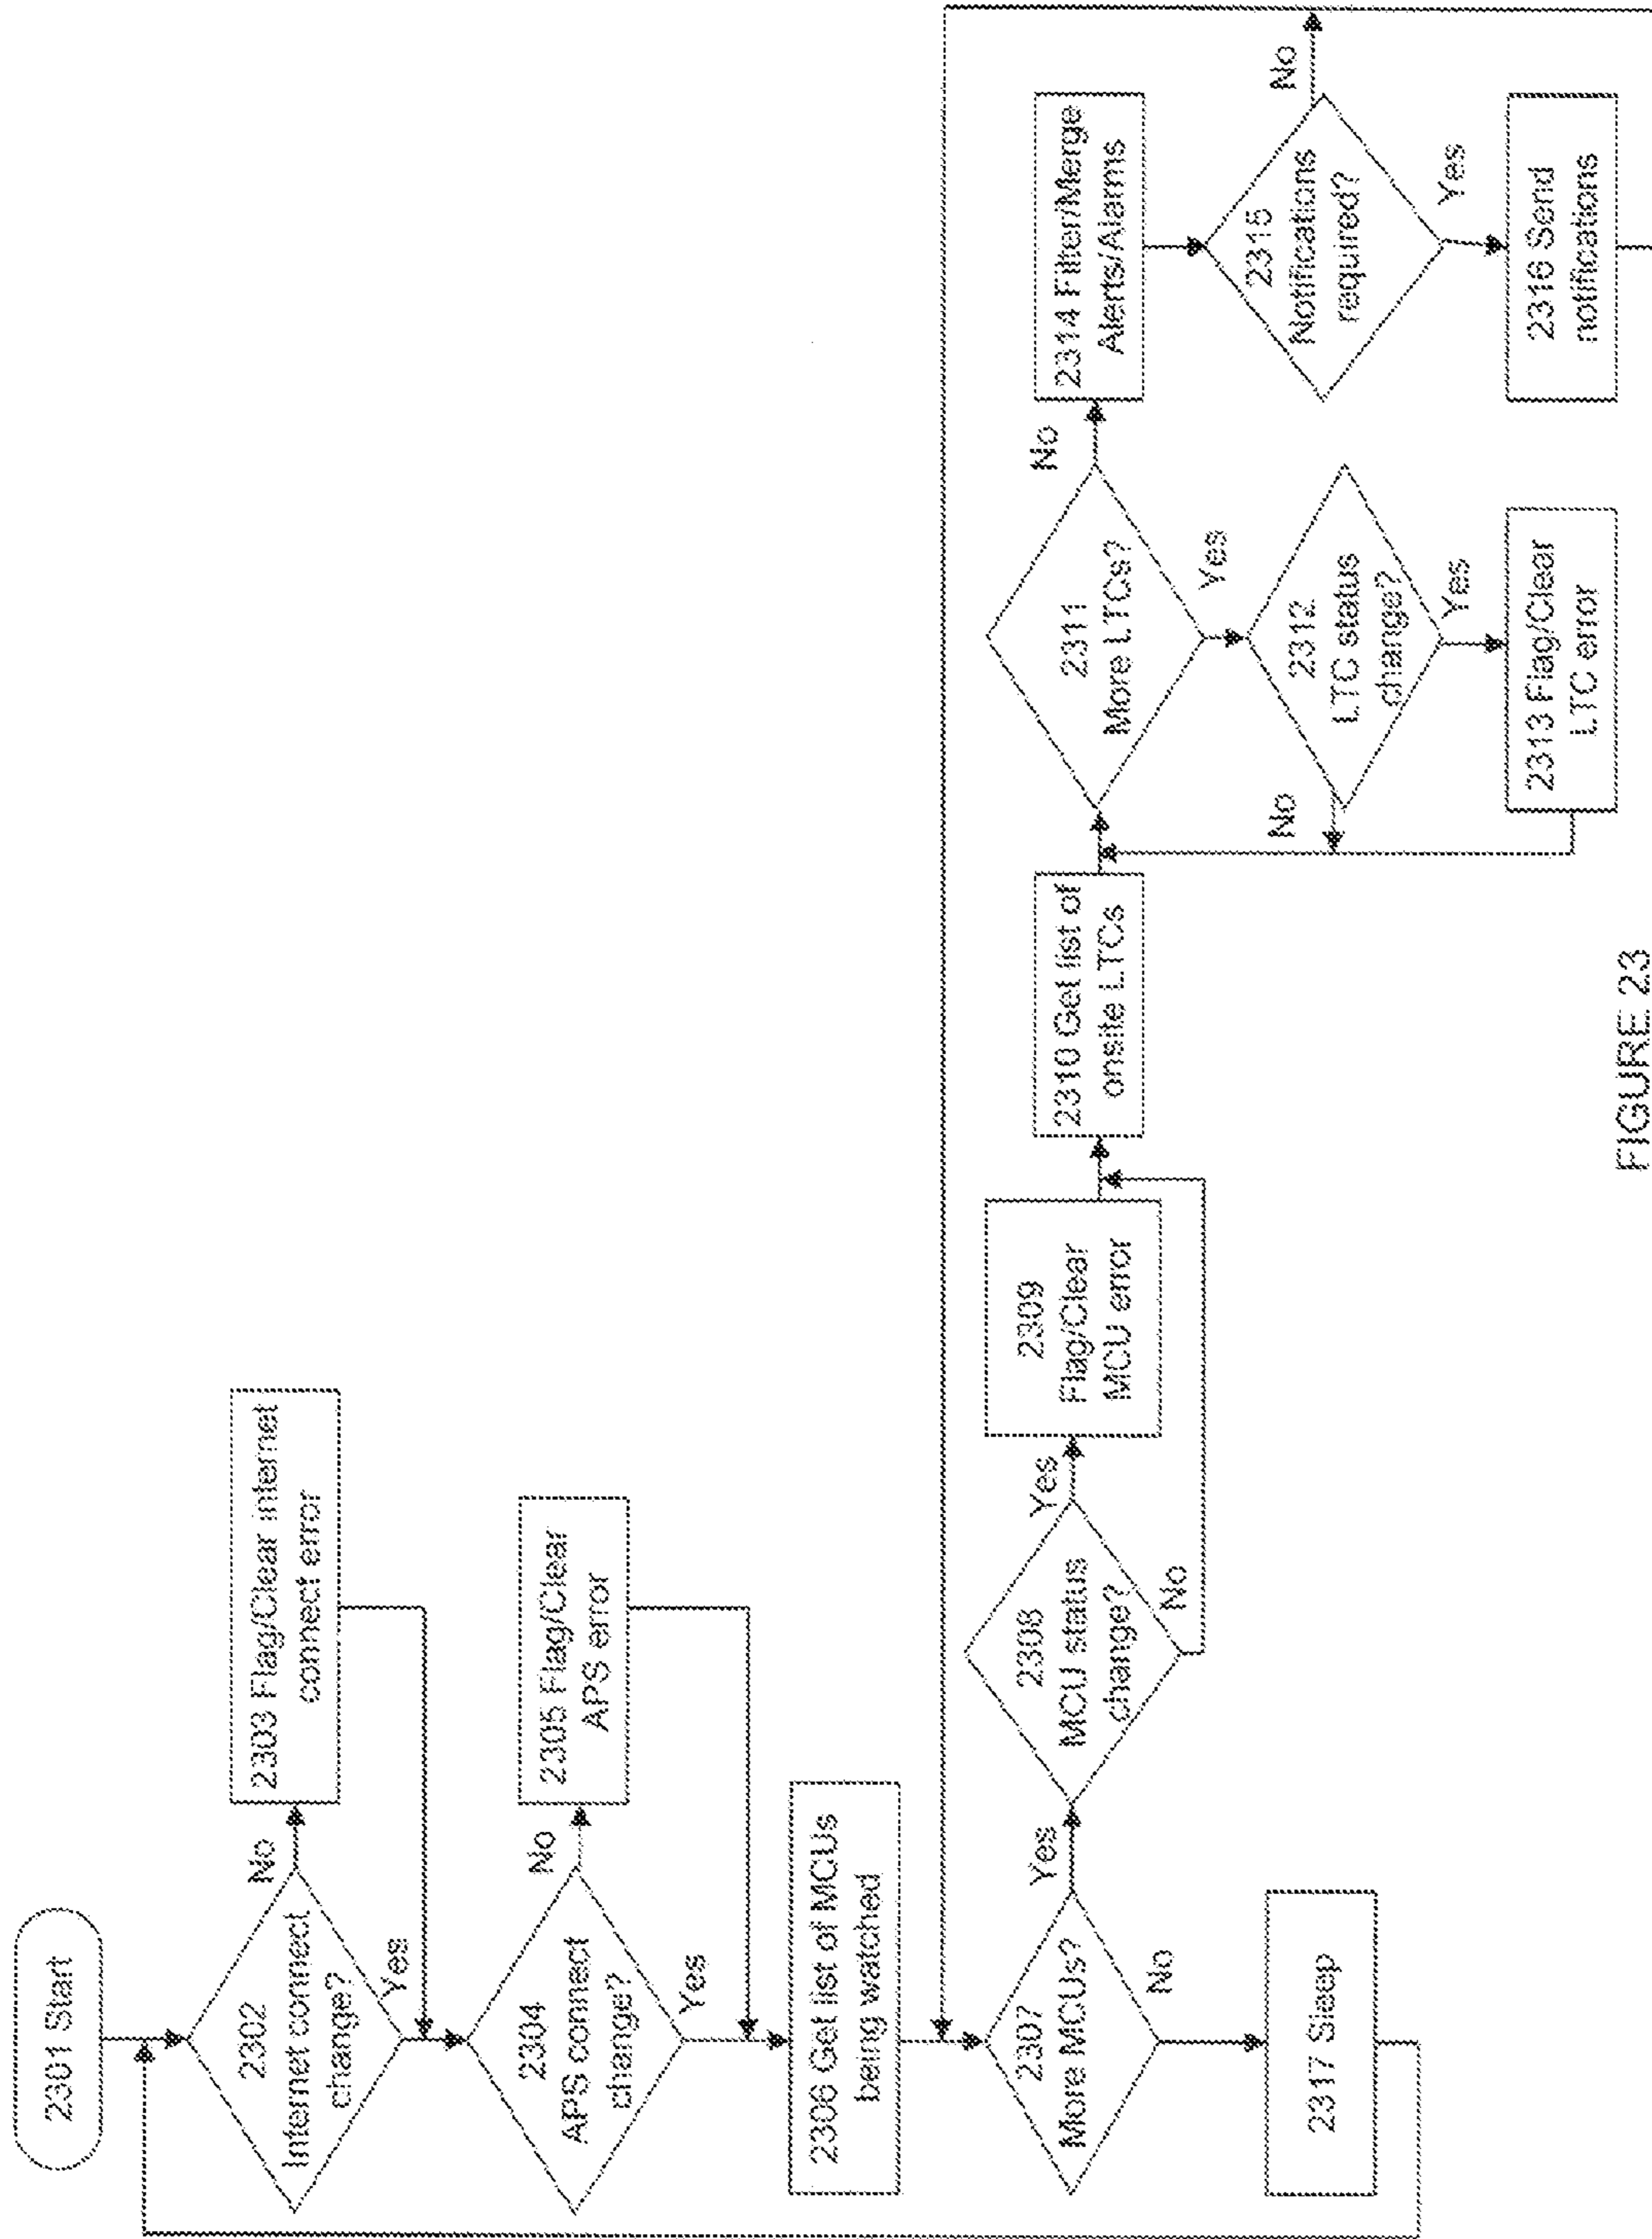 2301 Start
2302
Internet connect
change?
No
Yes
2303 Flag/Clear internet
connect error
2304
APS connect
change?
No
Yes
2305 Flag/Clear
APS error
2306 Get list of MCUs
being watched
2307
More MCUs?
Yes
No
2317 Sleep
2308
MCU status
change?
Yes
No
2309
Flag/Clear
MCU error
2310 Get list of
onsite LTCs
2311
More LTCs?
No
Yes
2312
LTC status
change?
No
Yes
2313 Flag/Clear
LTC error
2314 Filter/Merge
Alerts/Alarms
2315
Notifications
required?
No
Yes
2316 Send
notifications
FIGURE 23